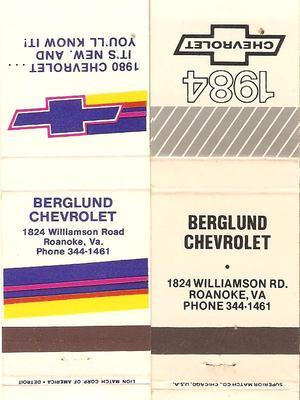 1980 CHEVROLET...
IT'S NEW. AND
YOU'LL KNOW IT!
BERGLUND
CHEVROLET
1824 Williamson Road
Roanoke, Va.
Phone 344-1461
LION MATCH CORP. OF AMERICA • DETROIT
CHEVROLET
1984
BERGLUND
CHEVROLET
•
1824 WILLIAMSON RD.
ROANOKE, VA
PHONE 344-1461
SUPERIOR MATCH CO., CHICAGO, U.S.A.